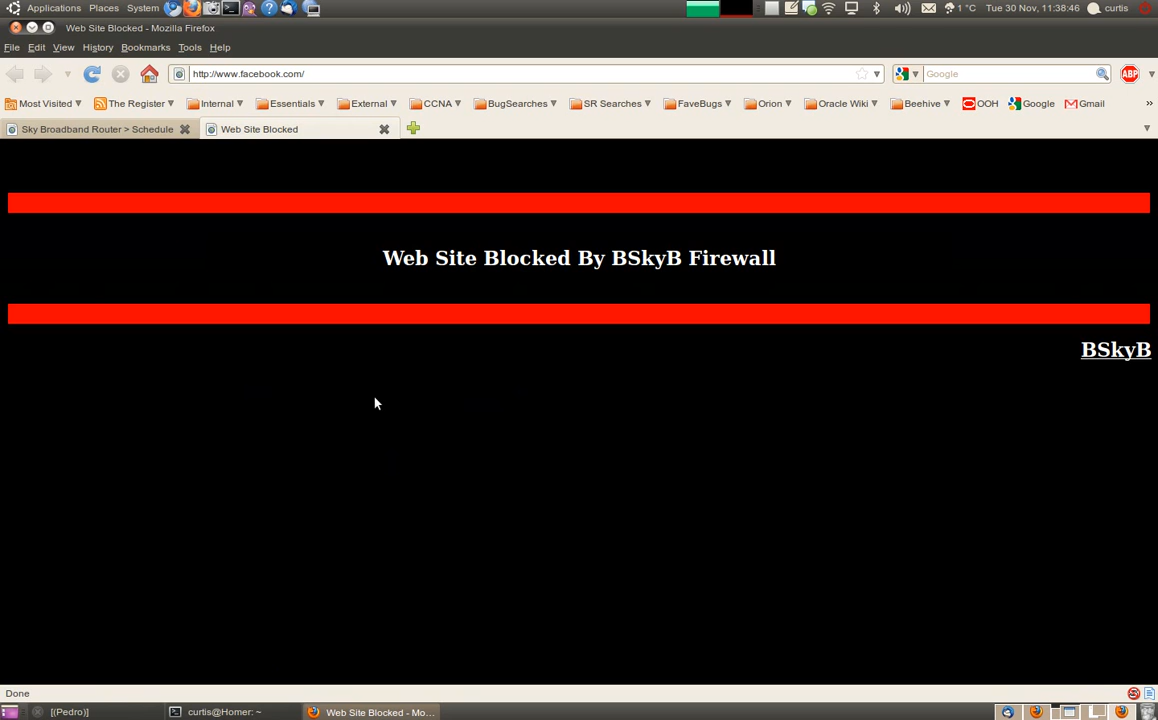 Applications Places System 1 °C Tue 30 Nov, 11:38:46 curtis
Web Site Blocked - Mozilla Firefox
File Edit View History Bookmarks Tools Help
http://www.facebook.com/ Google ABP
Most Visited The Register Internal Essentials External CCNA BugSearches SR Searches FaveBugs Orion Oracle Wiki Beehive OOH Google Gmail »
Sky Broadband Router > Schedule Web Site Blocked
Web Site Blocked By BSkyB Firewall
BSkyB
Done
[(Pedro)] curtis@Homer: ~ Web Site Blocked - Mo...